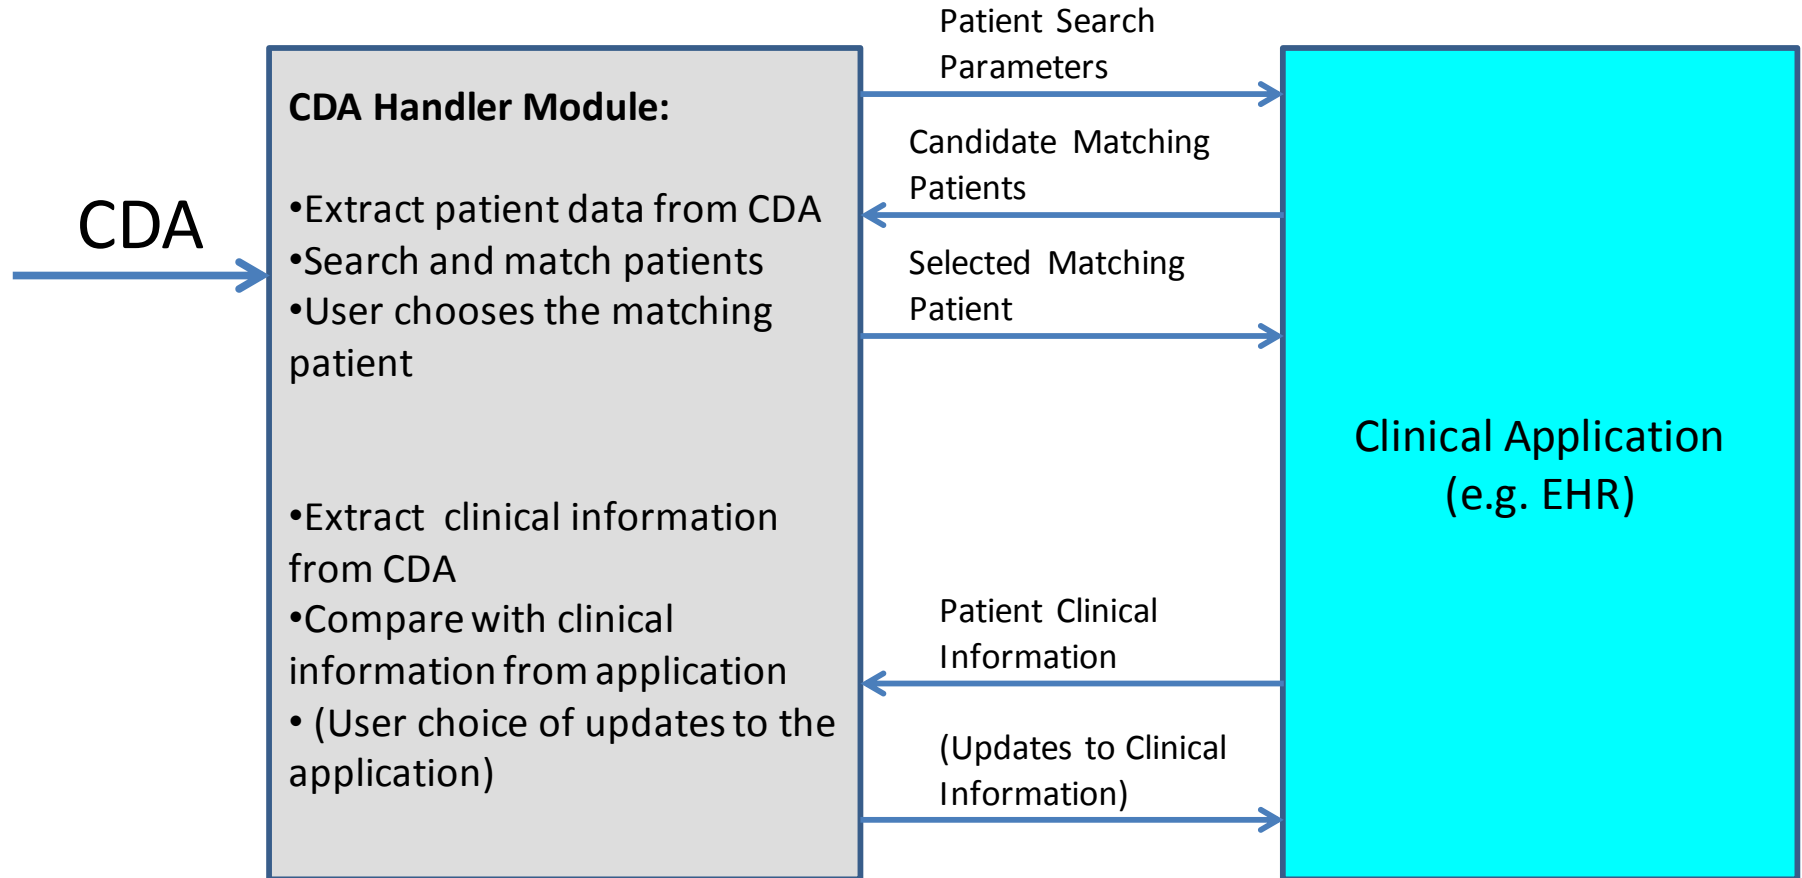 CDA
CDA Handler Module:
•Extract patient data from CDA
•Search and match patients
•User chooses the matching
patient
•Extract clinical information
from CDA
•Compare with clinical
information from application
• (User choice of updates to the
application)
Patient Search
Parameters
Candidate Matching
Patients
Selected Matching
Patient
Patient Clinical
Information
(Updates to Clinical
Information)
Clinical Application
(e.g. EHR)